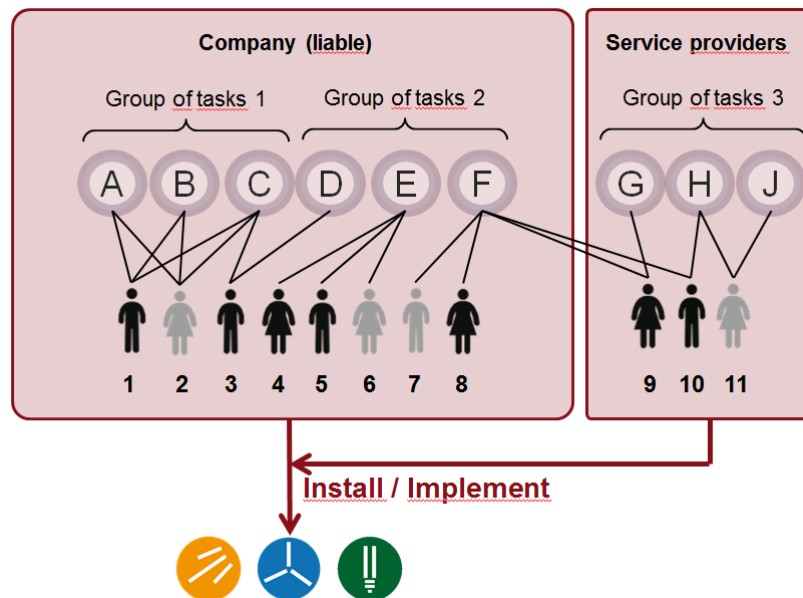 Company (liable)
Service providers
Group of tasks 1
Group of tasks 2
Group of tasks 3
A B C D E F G H J
1 2 3 4 5 6 7 8 9 10 11
Install / Implement